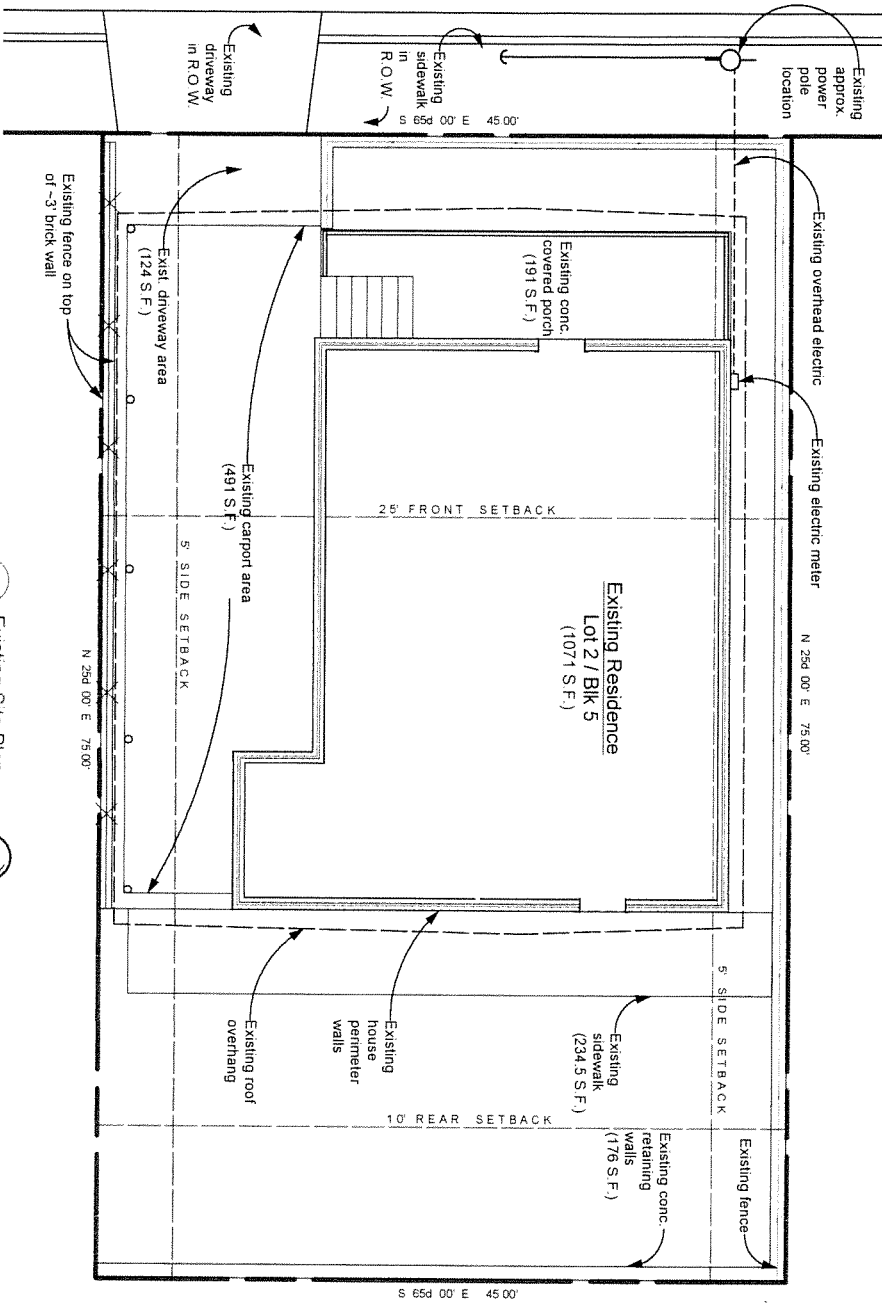 Existing
approx.
power
pole
location
Existing
sidewalk
in
R.O.W.
Existing
driveway
in R.O.W.
S 65d 00' E 45.00'
Existing overhead electric
Existing electric meter
Existing conc.
covered porch
(191 S.F.)
Exist. driveway area
(124 S.F.)
Existing fence on top
of ~3' brick wall
Existing carport area
(491 S.F.)
25' FRONT SETBACK
5' SIDE SETBACK
Existing Residence
Lot 2 / Blk 5
(1071 S.F.)
N 25d 00' E 75.00'
N 25d 00' E 75.00'
Existing roof
overhang
Existing
house
perimeter
walls
Existing
sidewalk
(234.5 S.F.)
5' SIDE SETBACK
10' REAR SETBACK
Existing conc.
retaining
walls
(176 S.F.)
Existing fence
S 65d 00' E 45.00'
Existing Site Plan